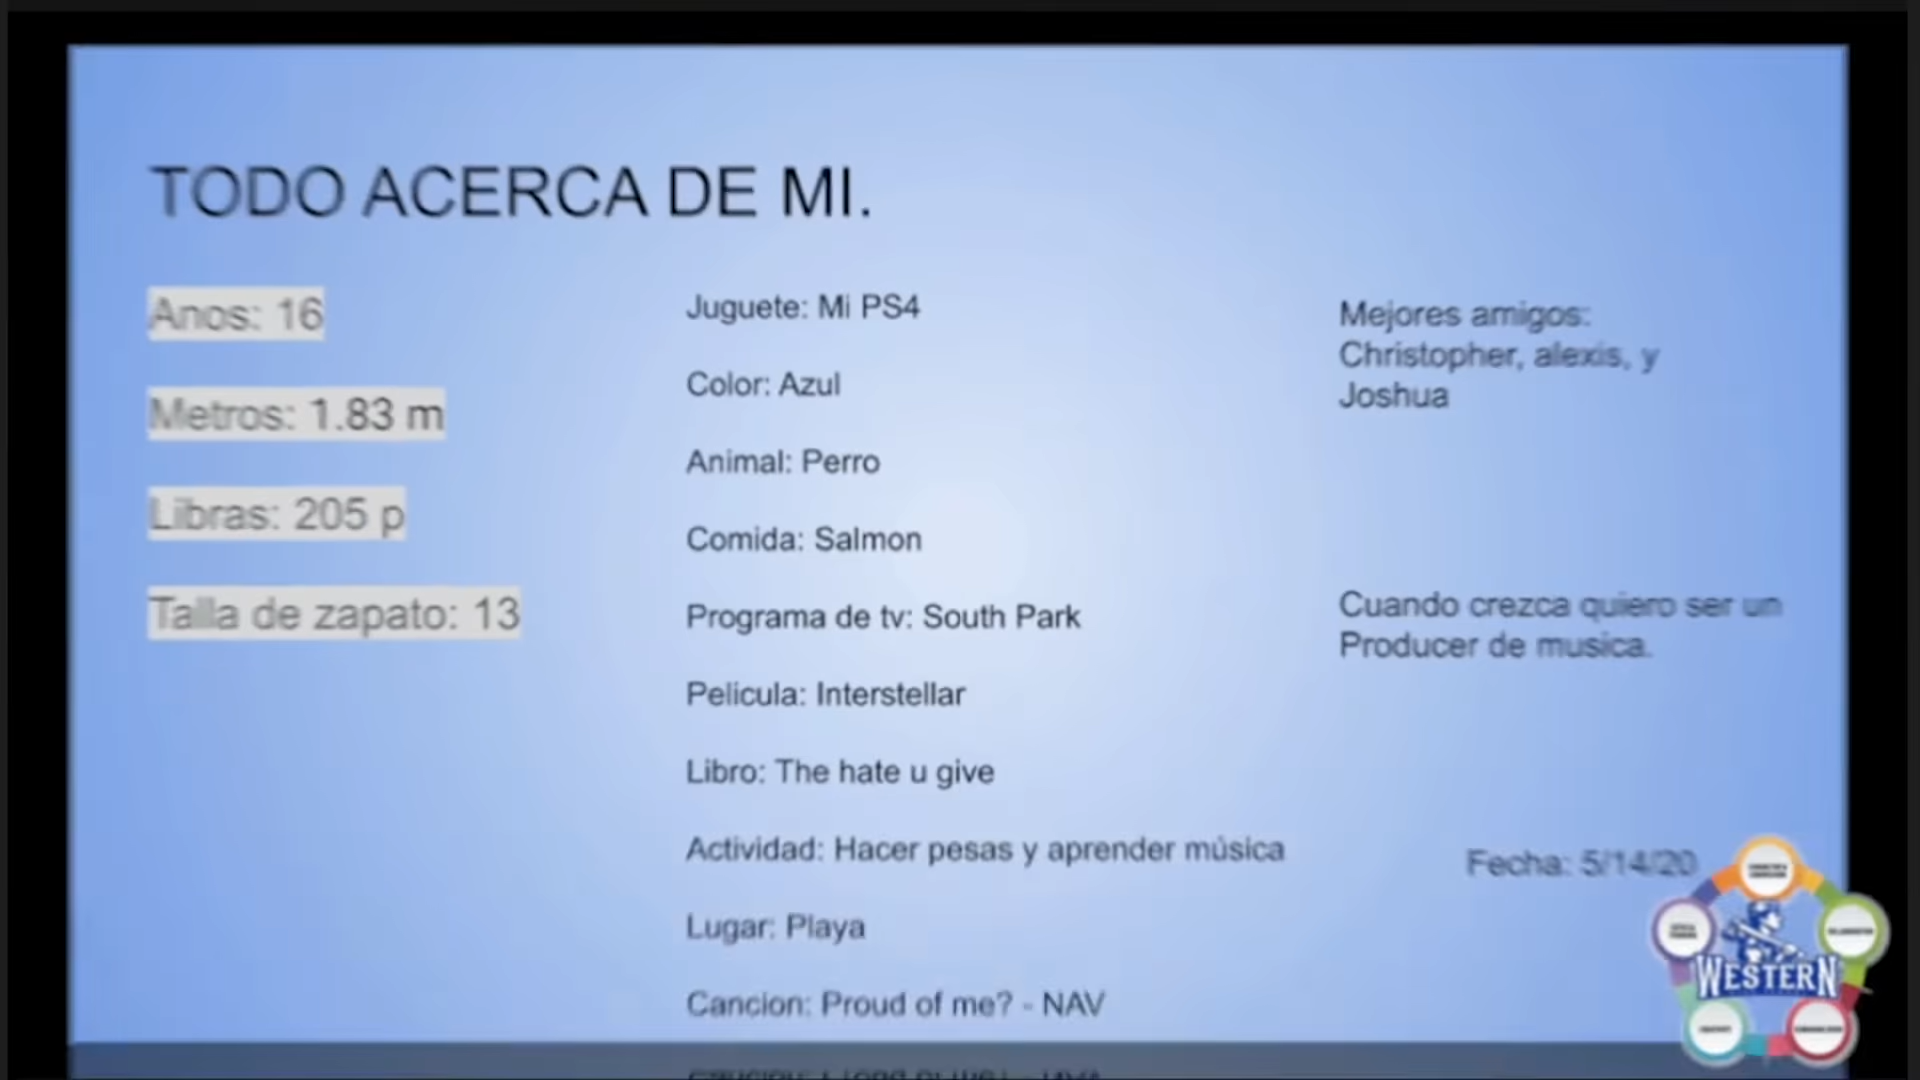 TODO ACERCA DE MI.
Anos: 16
Metros: 1.83 m
Libras: 205 p
Talla de zapato: 13
Juguete: Mi PS4
Color: Azul
Animal: Perro
Comida: Salmon
Programa de tv: South Park
Pelicula: Interstellar
Libro: The hate u give
Actividad: Hacer pesas y aprender música
Lugar: Playa
Cancion: Proud of me? - NAV
Mejores amigos:
Christopher, alexis, y
Joshua
Cuando crezca quiero ser un
Producer de musica.
Fecha: 5/14/20
WESTERN